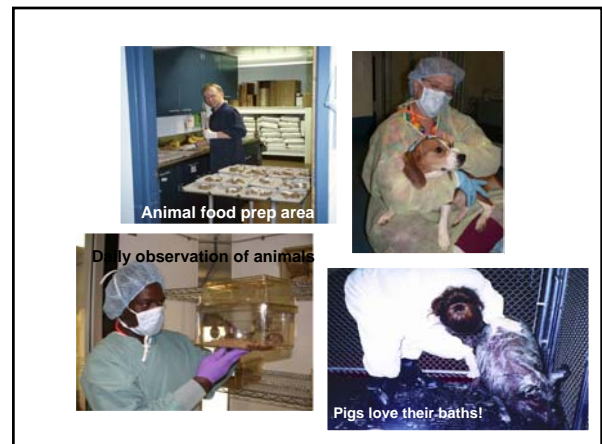 Animal food prep area
Daily observation of animals
Pigs love their baths!